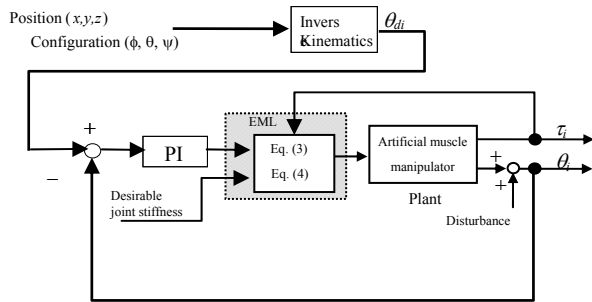 Position (x,y,z)
Configuration (ϕ, θ, ψ)
Invers
Kinematics
e
θdi
+
−
PI
EML
Eq. (3)
Eq. (4)
Desirable
joint stiffness
Artificial muscle
manipulator
Plant
τi
θi
+
+
Disturbance